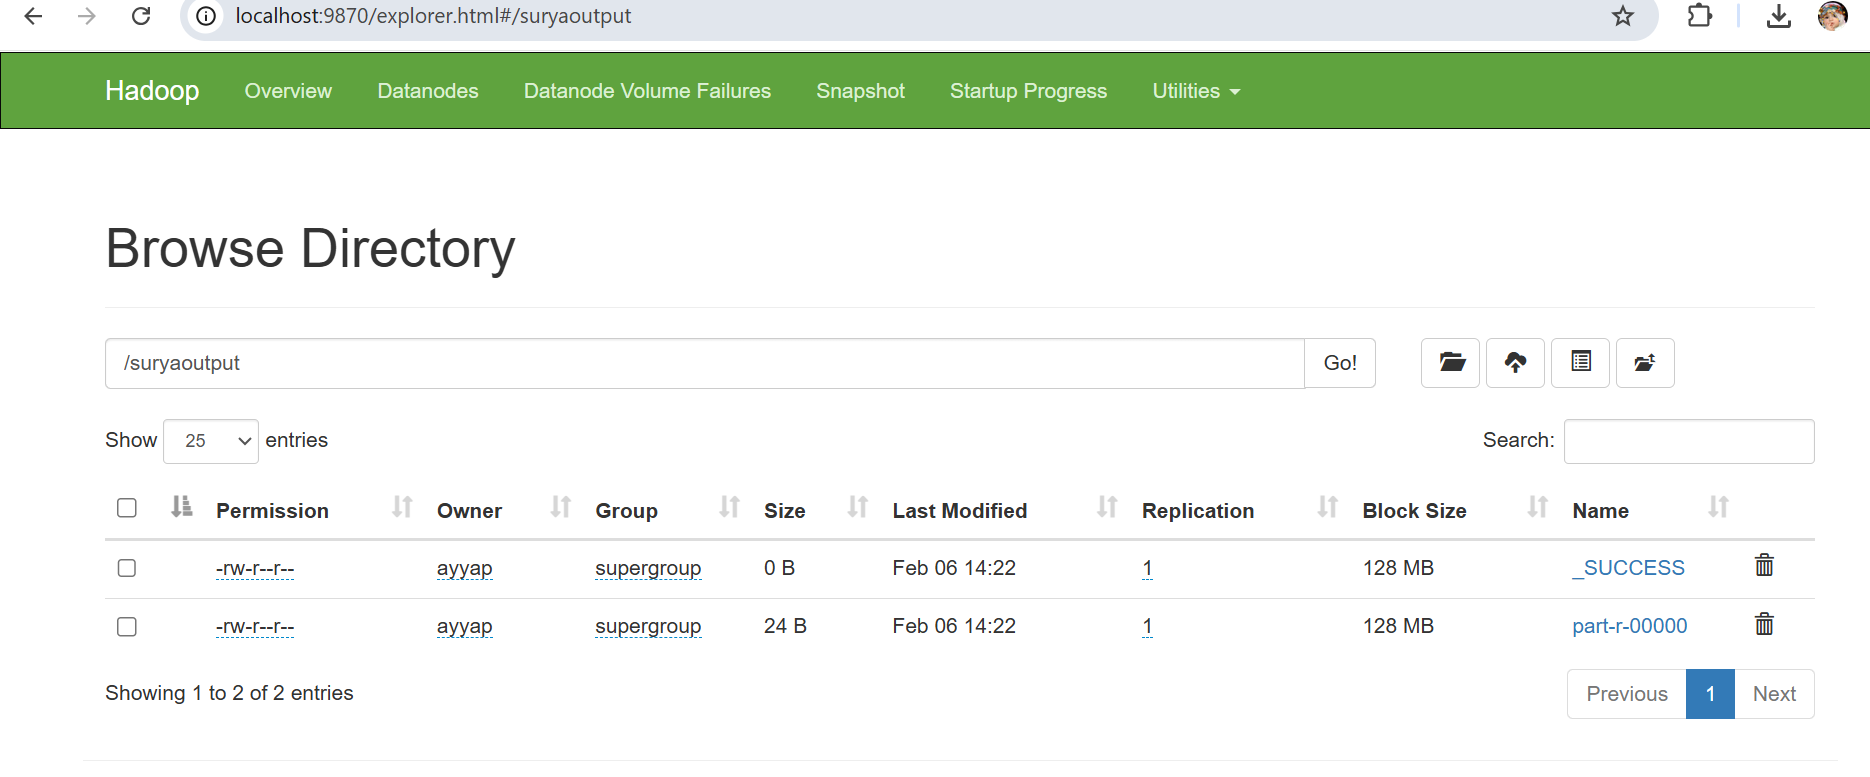 localhost:9870/explorer.html#/suryaoutput
Hadoop Overview Datanodes Datanode Volume Failures Snapshot Startup Progress Utilities
Browse Directory
/suryaoutput Go!
Show 25 entries Search:
Permission Owner Group Size Last Modified Replication Block Size Name
-rw-r--r-- ayyap supergroup 0 B Feb 06 14:22 1 128 MB _SUCCESS
-rw-r--r-- ayyap supergroup 24 B Feb 06 14:22 1 128 MB part-r-00000
Showing 1 to 2 of 2 entries Previous 1 Next